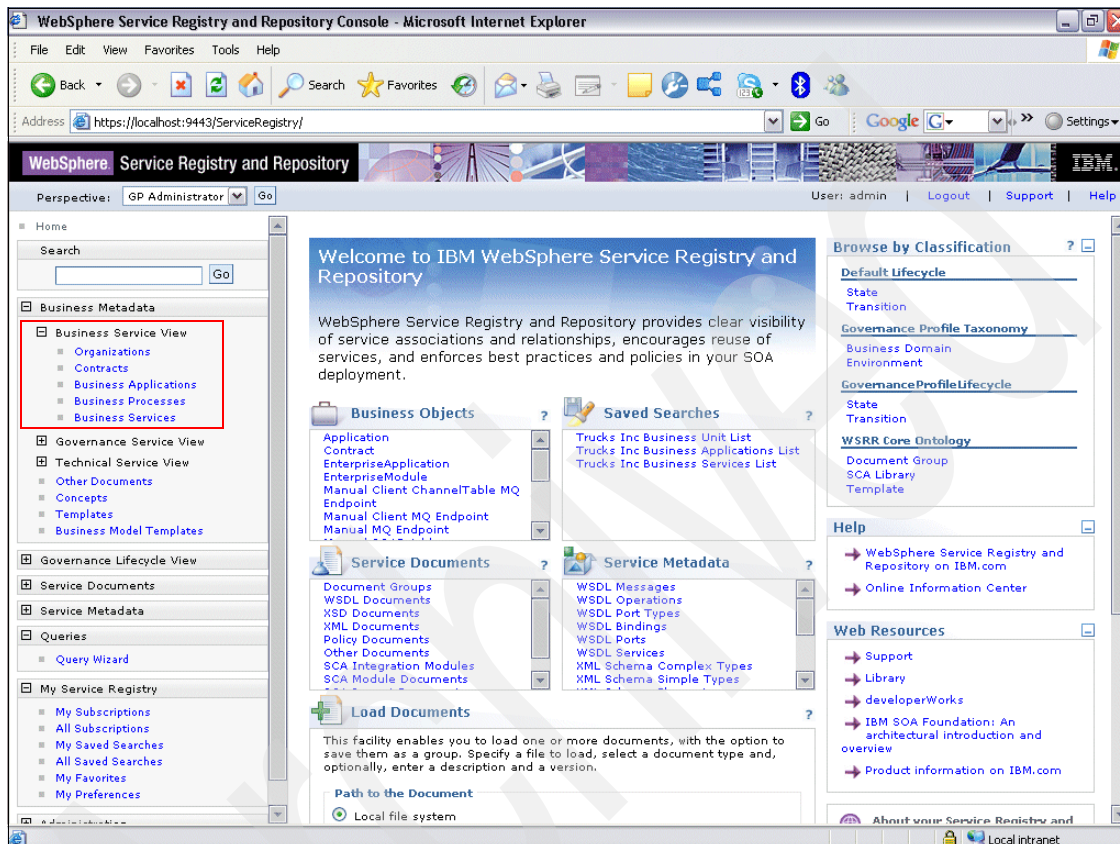 WebSphere Service Registry and Repository Console - Microsoft Internet Explorer
File Edit View Favorites Tools Help
Back Search Favorites
Address https://localhost:9443/ServiceRegistry/ Go Google G Settings
WebSphere. Service Registry and Repository IBM.
Perspective: GP Administrator Go User: admin | Logout | Support | Help
Home
Search
Go
Business Metadata
Business Service View
Organizations
Contracts
Business Applications
Business Processes
Business Services
Governance Service View
Technical Service View
Other Documents
Concepts
Templates
Business Model Templates
Governance Lifecycle View
Service Documents
Service Metadata
Queries
Query Wizard
My Service Registry
My Subscriptions
All Subscriptions
My Saved Searches
All Saved Searches
My Favorites
My Preferences
Welcome to IBM WebSphere Service Registry and
Repository
WebSphere Service Registry and Repository provides clear visibility
of service associations and relationships, encourages reuse of
services, and enforces best practices and policies in your SOA
deployment.
Business Objects ?
Application
Contract
EnterpriseApplication
EnterpriseModule
Manual Client ChannelTable MQ
Endpoint
Manual Client MQ Endpoint
Manual MQ Endpoint
Saved Searches ?
Trucks Inc Business Unit List
Trucks Inc Business Applications List
Trucks Inc Business Services List
Service Documents ?
Document Groups
WSDL Documents
XSD Documents
XML Documents
Policy Documents
Other Documents
SCA Integration Modules
SCA Module Documents
Service Metadata ?
WSDL Messages
WSDL Operations
WSDL Port Types
WSDL Bindings
WSDL Ports
WSDL Services
XML Schema Complex Types
XML Schema Simple Types
Load Documents ?
This facility enables you to load one or more documents, with the option to
save them as a group. Specify a file to load, select a document type and,
optionally, enter a description and a version.
Path to the Document
Local file system
Browse by Classification ?
Default Lifecycle
State
Transition
Governance Profile Taxonomy
Business Domain
Environment
GovernanceProfileLifecycle
State
Transition
WSRR Core Ontology
Document Group
SCA Library
Template
Help
WebSphere Service Registry and
Repository on IBM.com
Online Information Center
Web Resources
Support
Library
developerWorks
IBM SOA Foundation: An
architectural introduction and
overview
Product information on IBM.com
About your Service Registry and
Local intranet